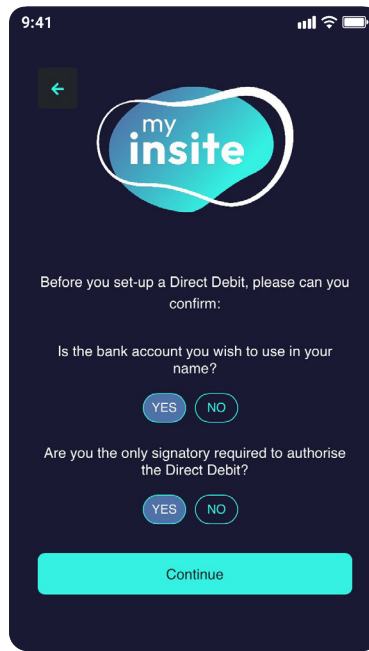 9:41
my
insite
Before you set-up a Direct Debit, please can you
confirm:
Is the bank account you wish to use in your
name?
YES NO
Are you the only signatory required to authorise
the Direct Debit?
YES NO
Continue